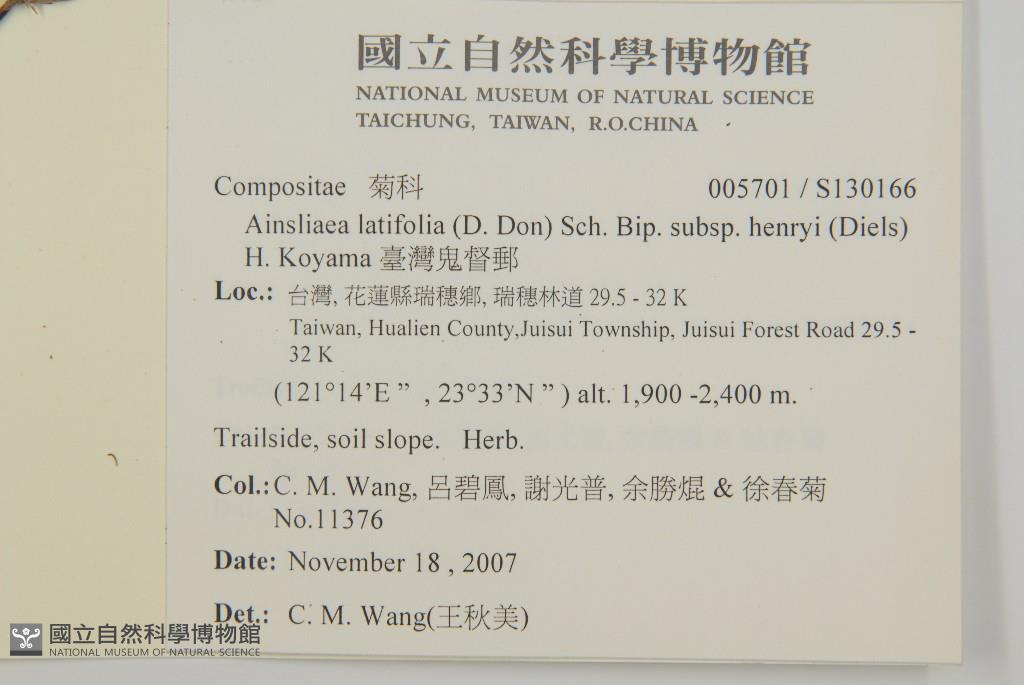 國立自然科學博物館
NATIONAL MUSEUM OF NATURAL SCIENCE
TAICHUNG, TAIWAN, R.O.CHINA
Compositae 菊科 005701 / S130166
Ainsliaea latifolia (D. Don) Sch. Bip. subsp. henryi (Diels)
H. Koyama 臺灣鬼督郵
Loc.: 台灣, 花蓮縣瑞穗鄉, 瑞穗林道 29.5 - 32 K
Taiwan, Hualien County,Juisui Township, Juisui Forest Road 29.5 -
32 K
(121°14’E ” , 23°33’N ” ) alt. 1,900 -2,400 m.
Trailside, soil slope. Herb.
Col.: C. M. Wang, 呂碧鳳, 謝光普, 余勝焜 & 徐春菊
No.11376
Date: November 18 , 2007
Det.: C. M. Wang(王秋美)
國立自然科學博物館
NATIONAL MUSEUM OF NATURAL SCIENCE